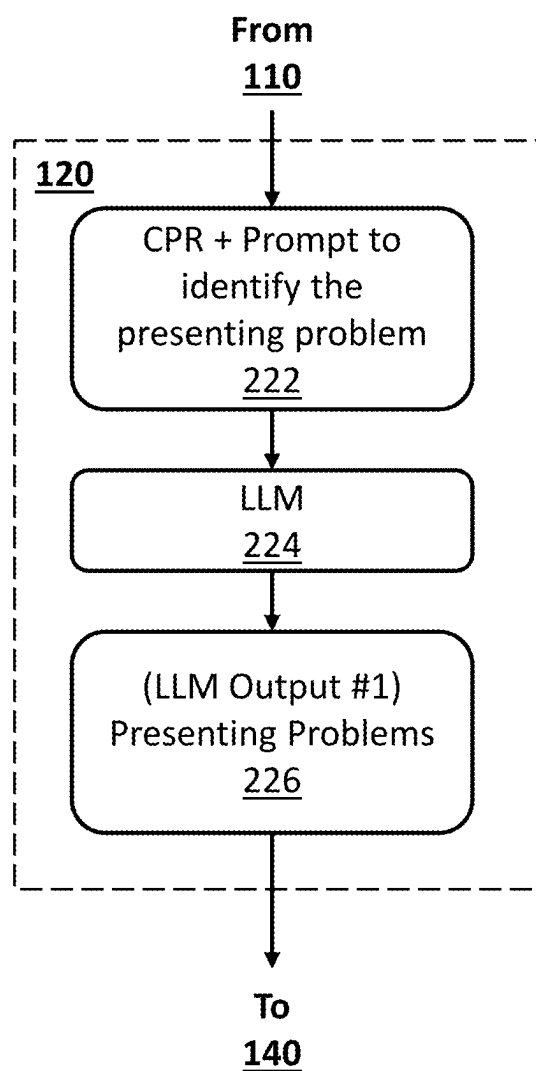 From
110
120
CPR + Prompt to
identify the
presenting problem
222
LLM
224
(LLM Output #1)
Presenting Problems
226
To
140